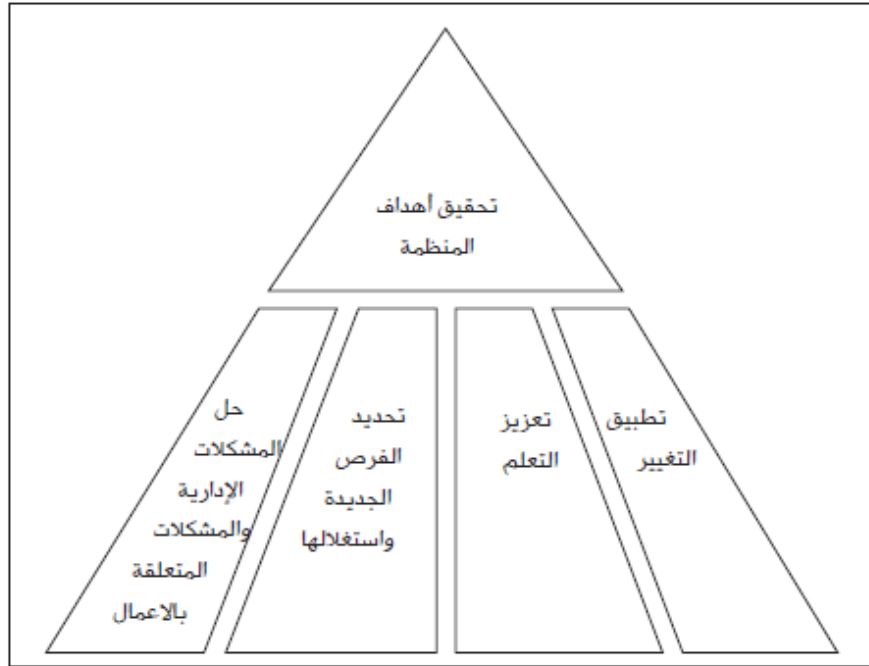 تحقيق أهداف
المنظمة
تطبيق
التغيير
تعزيز
التعلم
تحديد
الفرص
الجديدة
واستغلالها
حل
المشكلات
الإدارية
والمشكلات
المتعلقة
بالاعمال